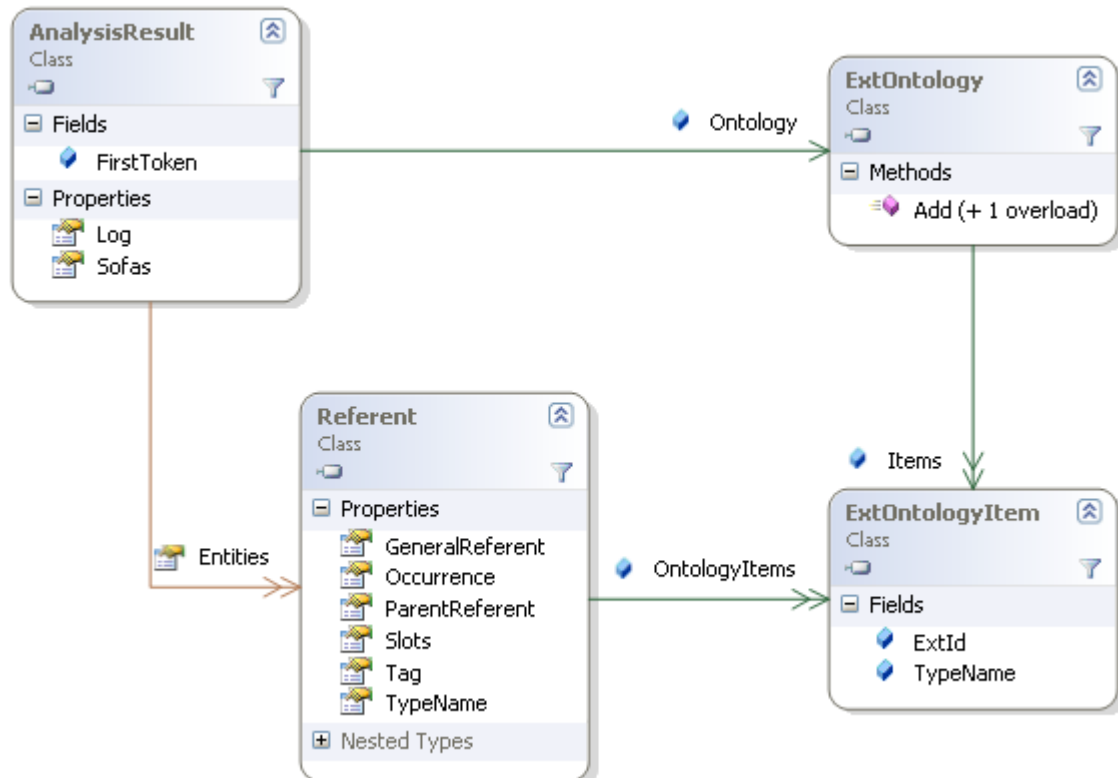 AnalysisResult
Class
Fields
FirstToken
Properties
Log
Sofas
Ontology
ExtOntology
Class
Methods
Add (+ 1 overload)
Entities
Referent
Class
Properties
GeneralReferent
Occurrence
ParentReferent
Slots
Tag
TypeName
Nested Types
OntologyItems
Items
ExtOntologyItem
Class
Fields
ExtId
TypeName